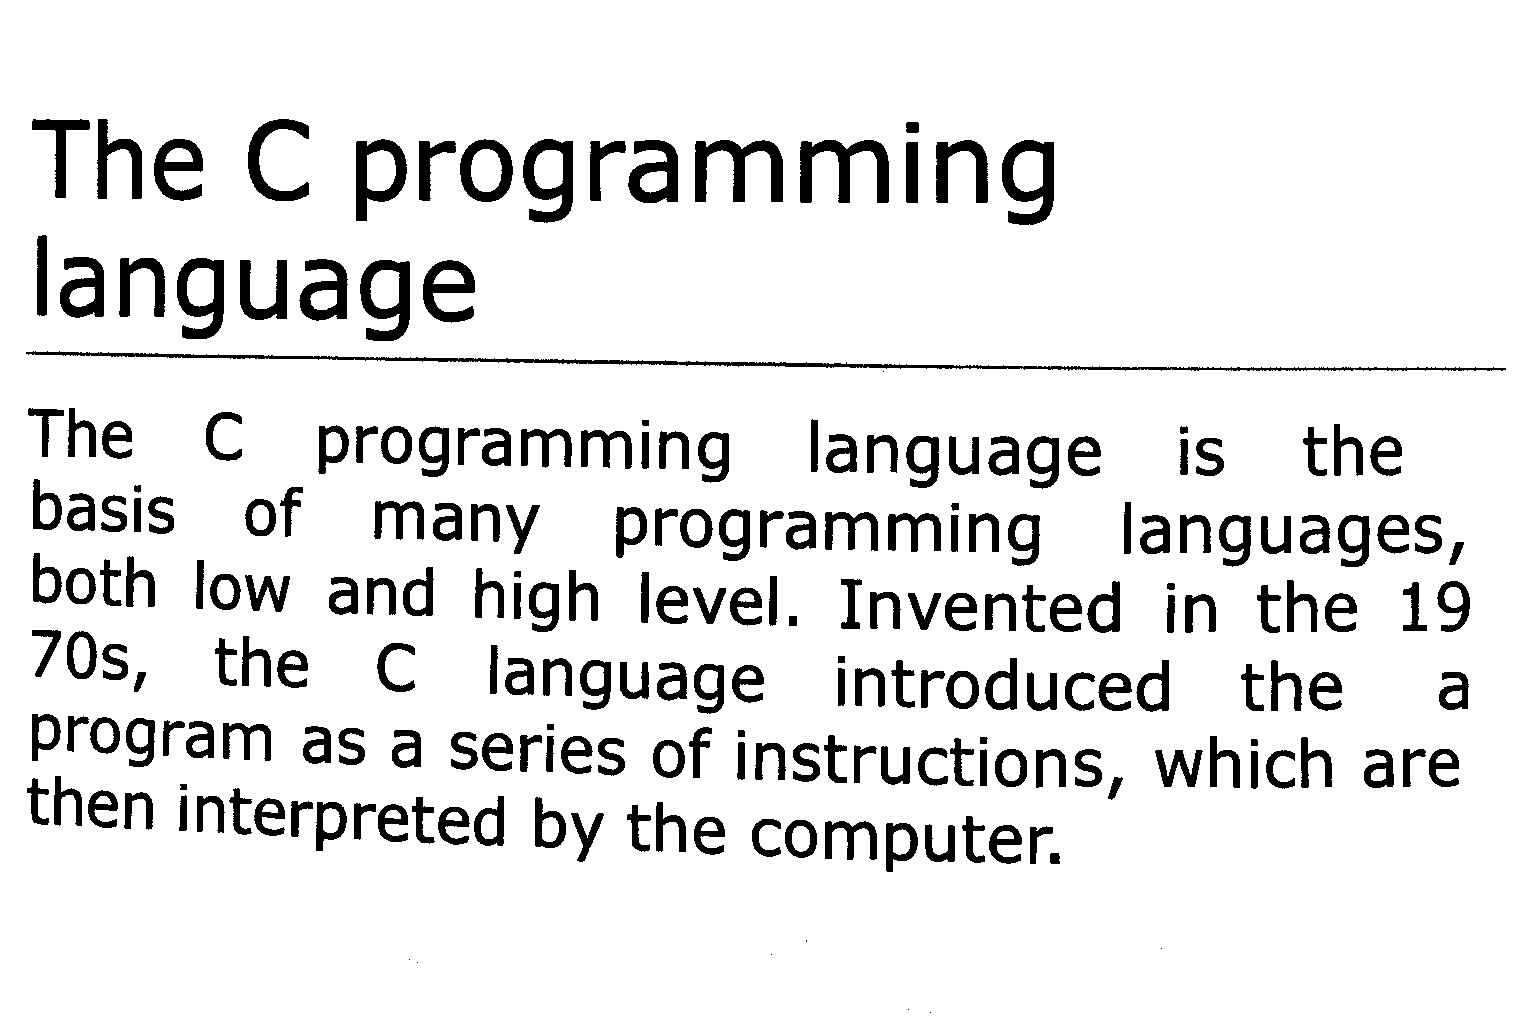 The C programming
language
The C programming language is the
basis of many programming languages,
both low and high level. Invented in the 19
70s, the C language introduced the a
program as a series of instructions, which are
then interpreted by the computer.